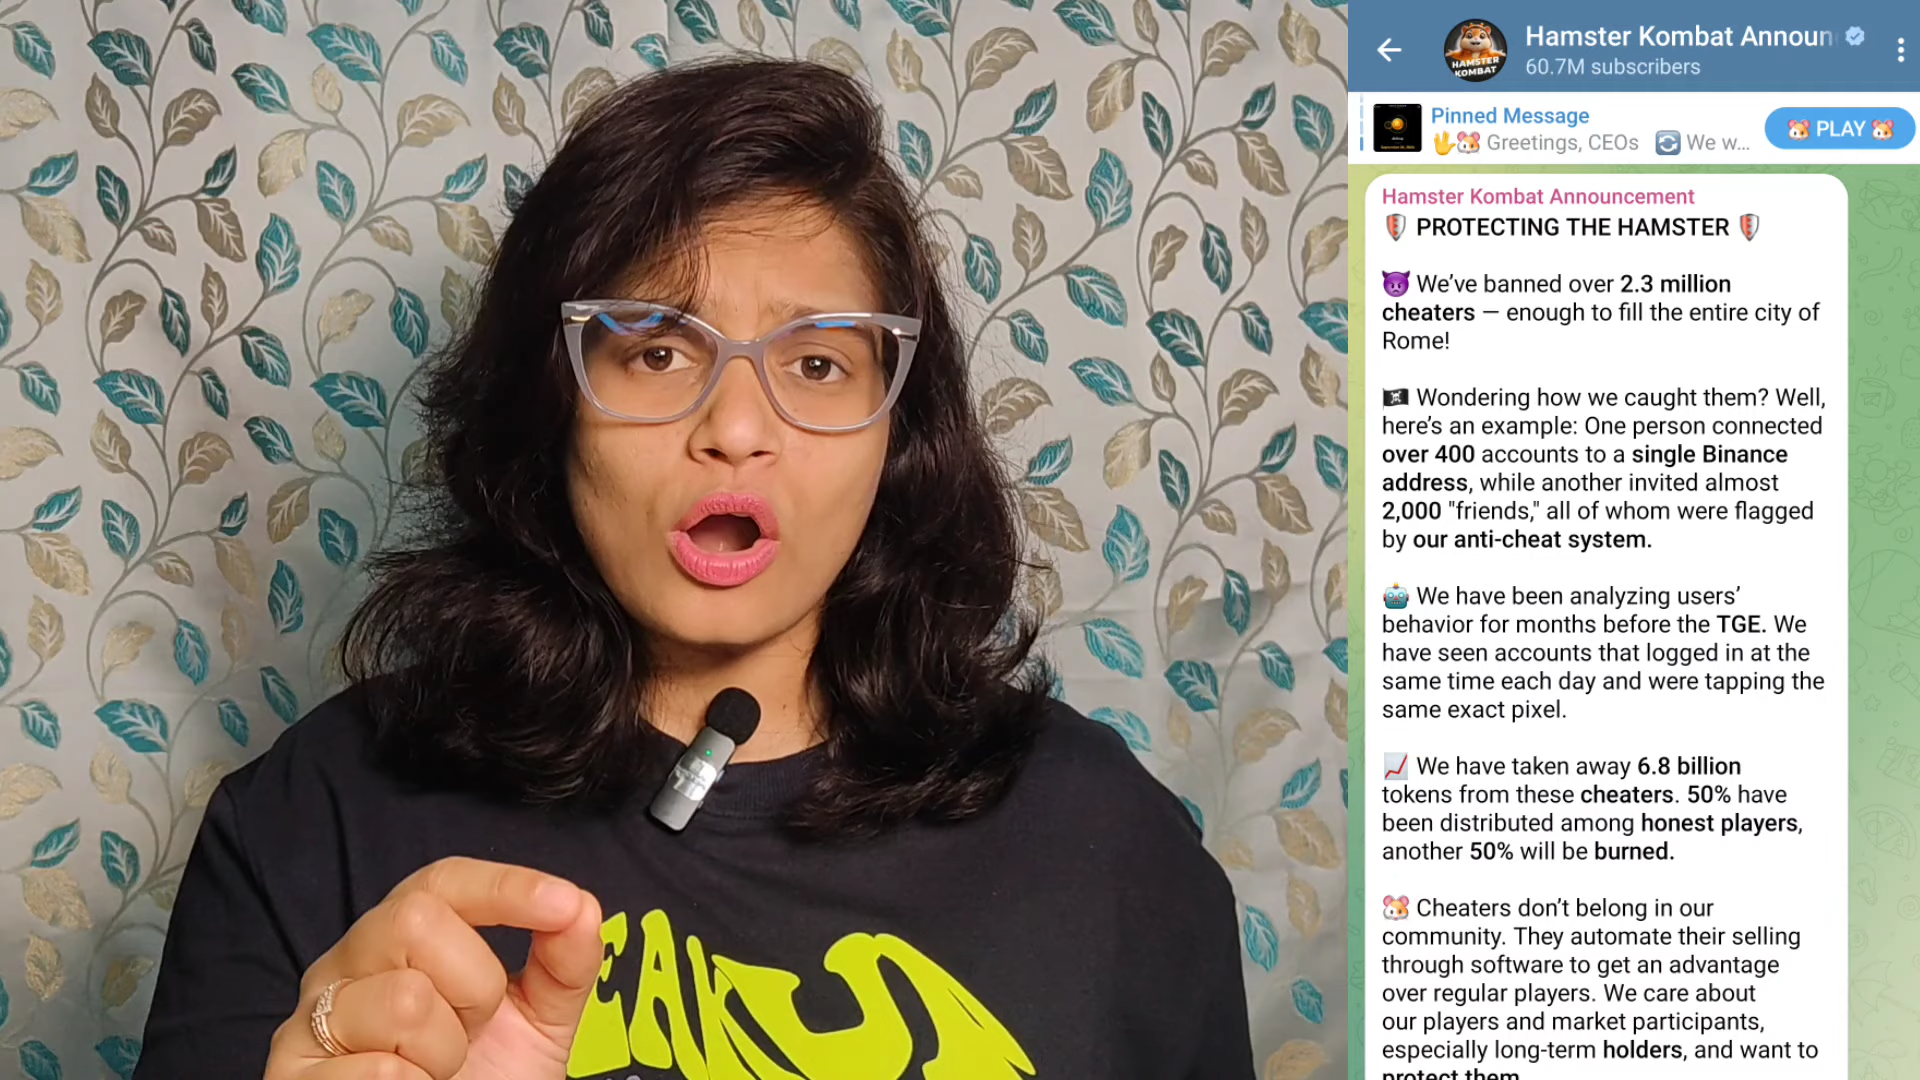 Hamster Kombat Announ
60.7M subscribers
HAMSTER
KOMBAT
Pinned Message
🖖🐹 Greetings, CEOs 🔄 We w...
🐹 PLAY 🐹
Hamster Kombat Announcement
🛡 PROTECTING THE HAMSTER 🛡
😈 We’ve banned over 2.3 million
cheaters — enough to fill the entire city of
Rome!
🏴‍☠️ Wondering how we caught them? Well,
here’s an example: One person connected
over 400 accounts to a single Binance
address, while another invited almost
2,000 "friends," all of whom were flagged
by our anti-cheat system.
🤖 We have been analyzing users’
behavior for months before the TGE. We
have seen accounts that logged in at the
same time each day and were tapping the
same exact pixel.
📈 We have taken away 6.8 billion
tokens from these cheaters. 50% have
been distributed among honest players,
another 50% will be burned.
🐹 Cheaters don’t belong in our
community. They automate their selling
through software to get an advantage
over regular players. We care about
our players and market participants,
especially long-term holders, and want to
protect them